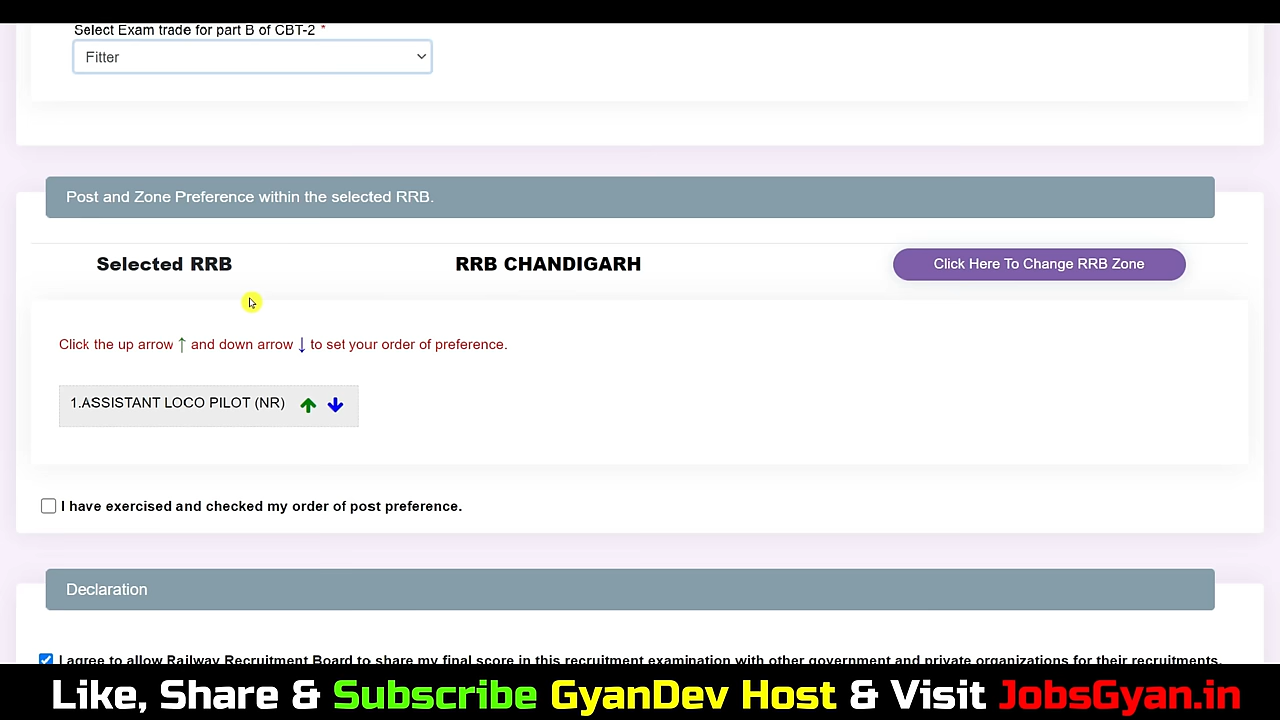 Select Exam trade for part B of CBT-2 *
Fitter
Post and Zone Preference within the selected RRB.
Selected RRB RRB CHANDIGARH Click Here To Change RRB Zone
Click the up arrow ↑ and down arrow ↓ to set your order of preference.
1.ASSISTANT LOCO PILOT (NR)
I have exercised and checked my order of post preference.
Declaration
I agree to allow Railway Recruitment Board to share my final score in this recruitment examination with other government and private organizations for their recruitments.
Like, Share & Subscribe GyanDev Host & Visit JobsGyan.in